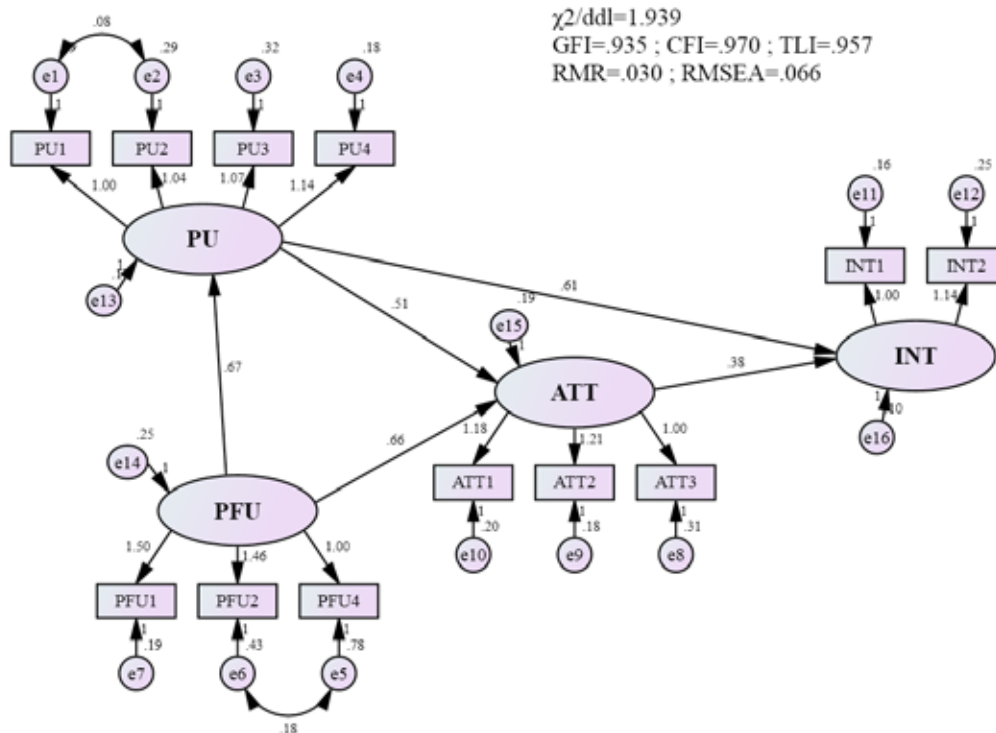 χ2/ddl=1.939
GFI=.935 ; CFI=.970 ; TLI=.957
RMR=.030 ; RMSEA=.066
.08
.29 .32 .18
e1 e2 e3 e4
1 1 1 1
PU1 PU2 PU3 PU4
1.00 1.04 1.07 1.14
.16 .25
e11 e12
1 1
INT1 INT2
1.00 1.14
PU
1
e13
.61
.51
.19
e15
1
INT
.67
ATT
.38
1
.10
e16
.25
e14
1
.66
1.18 1.21 1.00
ATT1 ATT2 ATT3
1 1 1
.20 .18 .31
e10 e9 e8
PFU
1.50 1.46 1.00
PFU1 PFU2 PFU4
1 1 1
.19 .43 .78
e7 e6 e5
.18